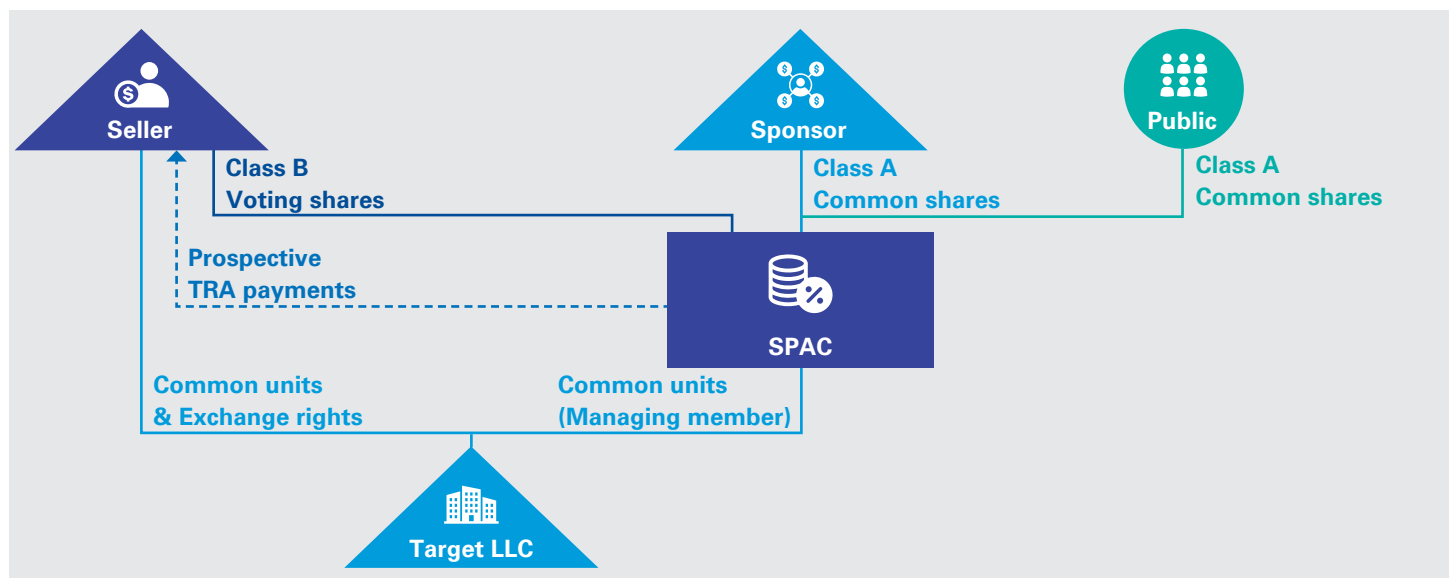 Seller
Sponsor
Public
Class B
Voting shares
Class A
Common shares
Class A
Common shares
Prospective
TRA payments
SPAC
Common units
& Exchange rights
Common units
(Managing member)
Target LLC